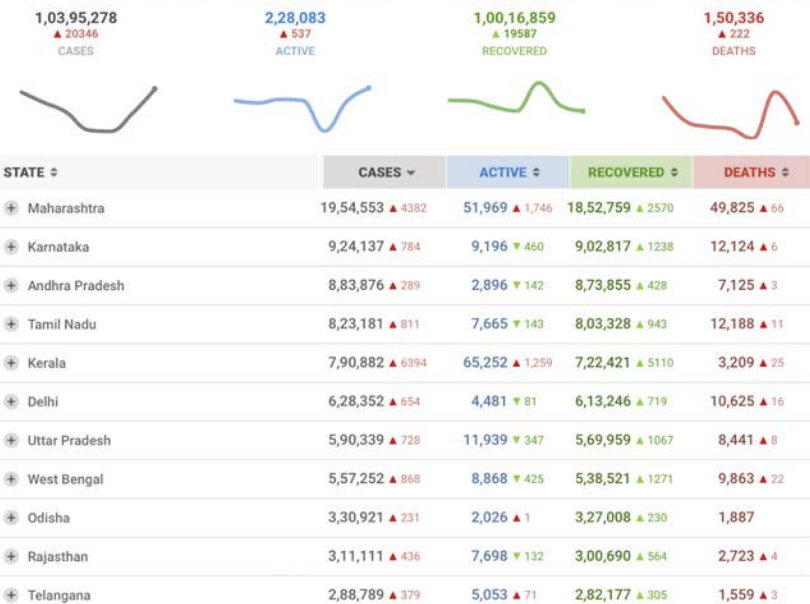 1,03,95,278 2,28,083 1,00,16,859 1,50,336
▲ 20346 ▲ 537 ▲ 19587 ▲ 222
CASES ACTIVE RECOVERED DEATHS
STATE CASES ACTIVE RECOVERED DEATHS
+ Maharashtra 19,54,553 ▲ 4382 51,969 ▲ 1,746 18,52,759 ▲ 2570 49,825 ▲ 66
+ Karnataka 9,24,137 ▲ 784 9,196 ▼ 460 9,02,817 ▲ 1238 12,124 ▲ 6
+ Andhra Pradesh 8,83,876 ▲ 289 2,896 ▼ 142 8,73,855 ▲ 428 7,125 ▲ 3
+ Tamil Nadu 8,23,181 ▲ 811 7,665 ▼ 143 8,03,328 ▲ 943 12,188 ▲ 11
+ Kerala 7,90,882 ▲ 6394 65,252 ▲ 1,259 7,22,421 ▲ 5110 3,209 ▲ 25
+ Delhi 6,28,352 ▲ 654 4,481 ▼ 81 6,13,246 ▲ 719 10,625 ▲ 16
+ Uttar Pradesh 5,90,339 ▲ 728 11,939 ▼ 347 5,69,959 ▲ 1067 8,441 ▲ 8
+ West Bengal 5,57,252 ▲ 868 8,868 ▼ 425 5,38,521 ▲ 1271 9,863 ▲ 22
+ Odisha 3,30,921 ▲ 231 2,026 ▲ 1 3,27,008 ▲ 230 1,887
+ Rajasthan 3,11,111 ▲ 436 7,698 ▼ 132 3,00,690 ▲ 564 2,723 ▲ 4
+ Telangana 2,88,789 ▲ 379 5,053 ▲ 71 2,82,177 ▲ 305 1,559 ▲ 3